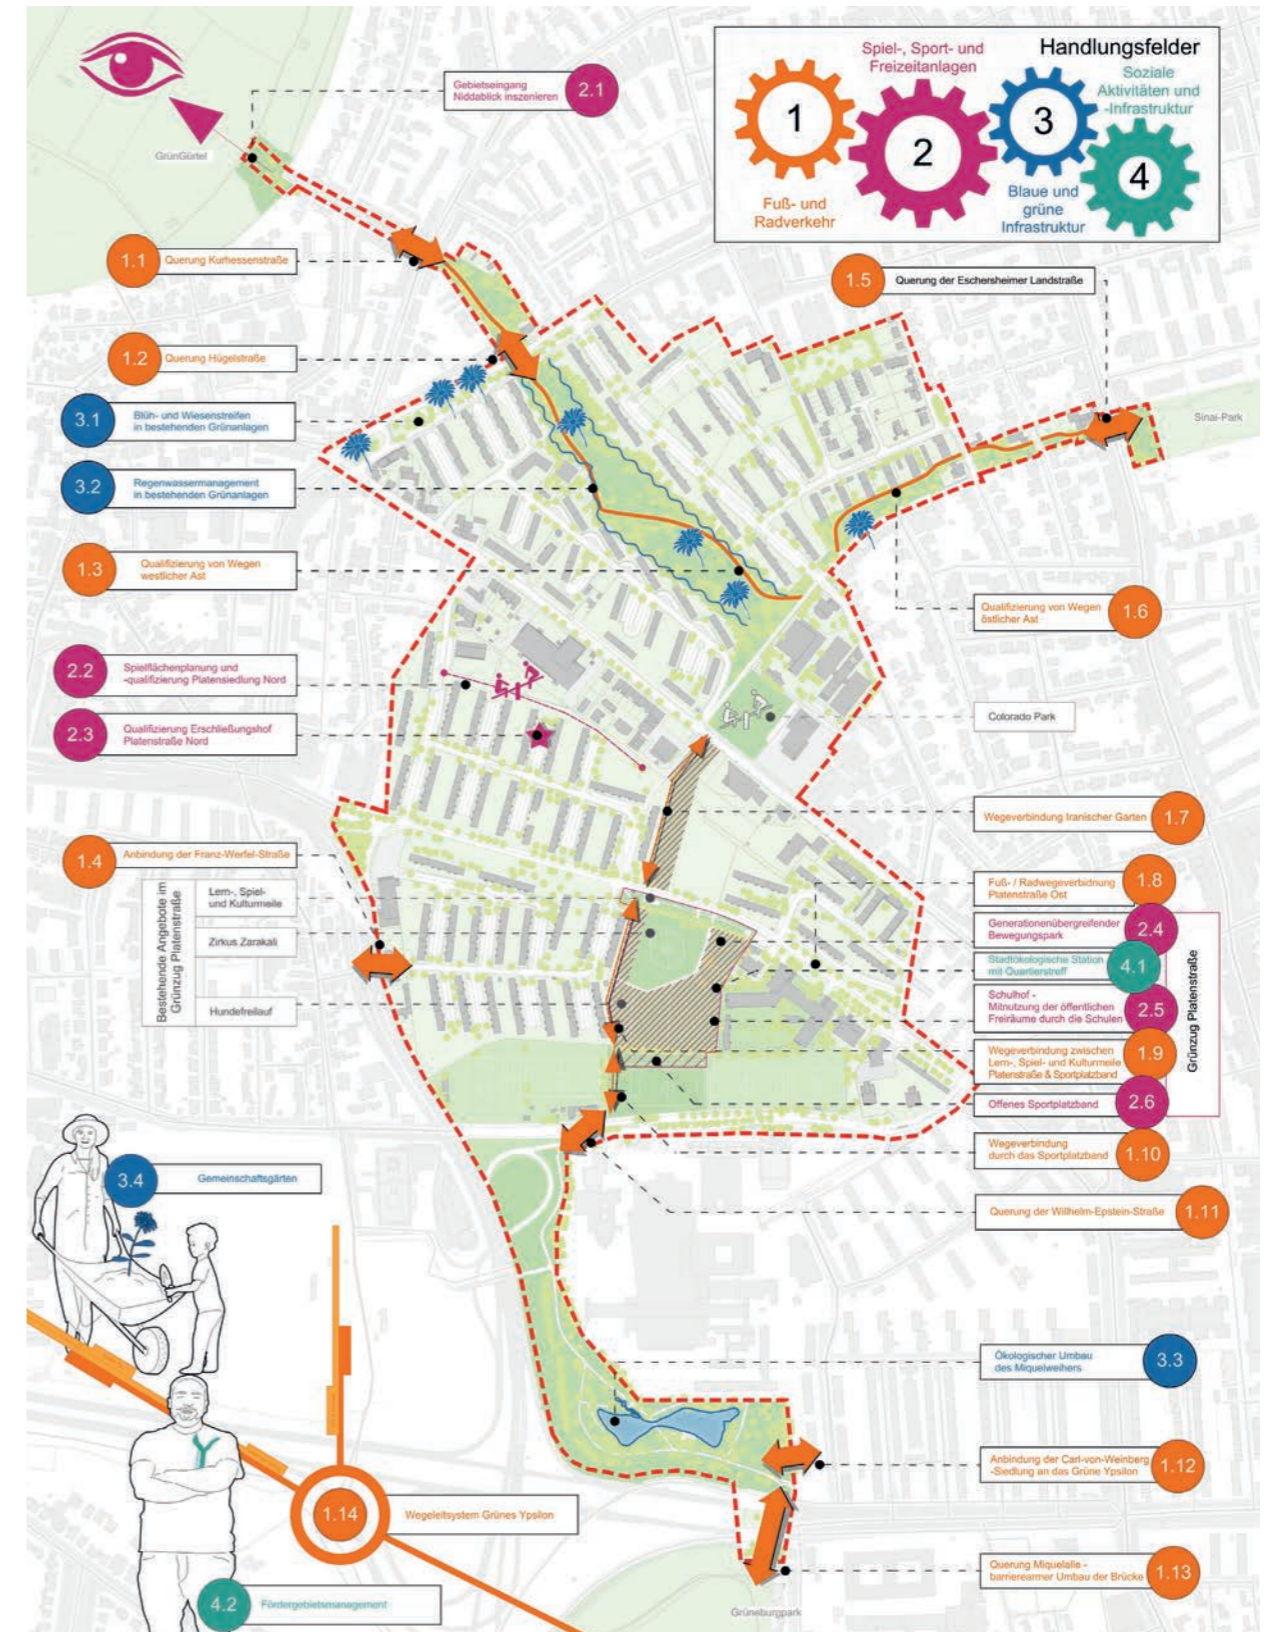 Handlungsfelder
1
Fuß- und
Radverkehr
Spiel-, Sport- und
Freizeitanlagen
2
3
Blaue und
grüne
Infrastruktur
Soziale
Aktivitäten und
-Infrastruktur
4
Gebietseingang
Niddablick inszenieren
2.1
GrünGürtel
1.1
Querung Kurhessenstraße
1.2
Querung Hügelstraße
3.1
Blüh- und Wiesenstreifen
in bestehenden Grünanlagen
3.2
Regenwassermanagement
in bestehenden Grünanlagen
1.3
Qualifizierung von Wegen
westlicher Ast
2.2
Spielflächenplanung und
-qualifizierung Platensiedlung Nord
2.3
Qualifizierung Erschließungshof
Platenstraße Nord
1.4
Anbindung der Franz-Werfel-Straße
Bestehende Angebote im
Grünzug Platenstraße
Lern-, Spiel-
und Kulturmeile
Zirkus Zarakali
Hundefreilauf
1.5
Querung der Eschersheimer Landstraße
Sinai-Park
Qualifizierung von Wegen
östlicher Ast
1.6
Colorado Park
Wegeverbindung Iranischer Garten
1.7
Fuß- / Radwegeverbidnung
Platenstraße Ost
1.8
Generationenübergreifender
Bewegungspark
2.4
Stadtökologische Station
mit Quartierstreff
4.1
Schulhof -
Mitnutzung der öffentlichen
Freiräume durch die Schulen
2.5
Wegeverbindung zwischen
Lern-, Spiel- und Kulturmeile
Platenstraße & Sportplatzband
1.9
Offenes Sportplatzband
2.6
Grünzug Platenstraße
Wegeverbindung
durch das Sportplatzband
1.10
Querung der Willhelm-Epstein-Straße
1.11
3.4
Gemeinschaftsgärten
Ökologischer Umbau
des Miquelweihers
3.3
Anbindung der Carl-von-Weinberg
-Siedlung an das Grüne Ypsilon
1.12
1.14
Wegeleitsystem Grünes Ypsilon
Querung Miquelalle -
barrierearmer Umbau der Brücke
1.13
4.2
Fördergebietsmanagement
Grüneburgpark